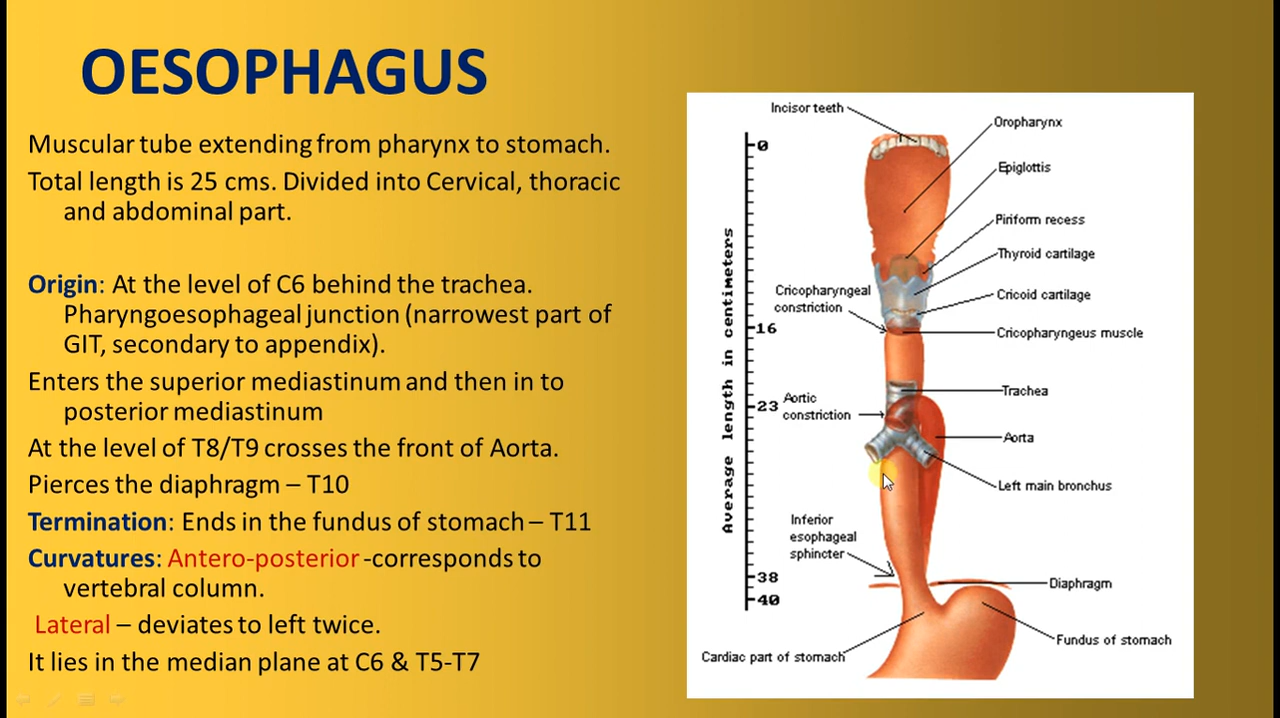 OESOPHAGUS
Muscular tube extending from pharynx to stomach.
Total length is 25 cms. Divided into Cervical, thoracic
and abdominal part.
Origin: At the level of C6 behind the trachea.
Pharyngoesophageal junction (narrowest part of
GIT, secondary to appendix).
Enters the superior mediastinum and then in to
posterior mediastinum
At the level of T8/T9 crosses the front of Aorta.
Pierces the diaphragm – T10
Termination: Ends in the fundus of stomach – T11
Curvatures: Antero-posterior -corresponds to
vertebral column.
Lateral – deviates to left twice.
It lies in the median plane at C6 & T5-T7
Incisor teeth
Oropharynx
0
Epiglottis
Piriform recess
Thyroid cartilage
Cricopharyngeal
constriction
Cricoid cartilage
16
Cricopharyngeus muscle
Trachea
Aortic
constriction
23
Aorta
Left main bronchus
Average length in centimeters
Inferior
esophageal
sphincter
38
Diaphragm
40
Fundus of stomach
Cardiac part of stomach